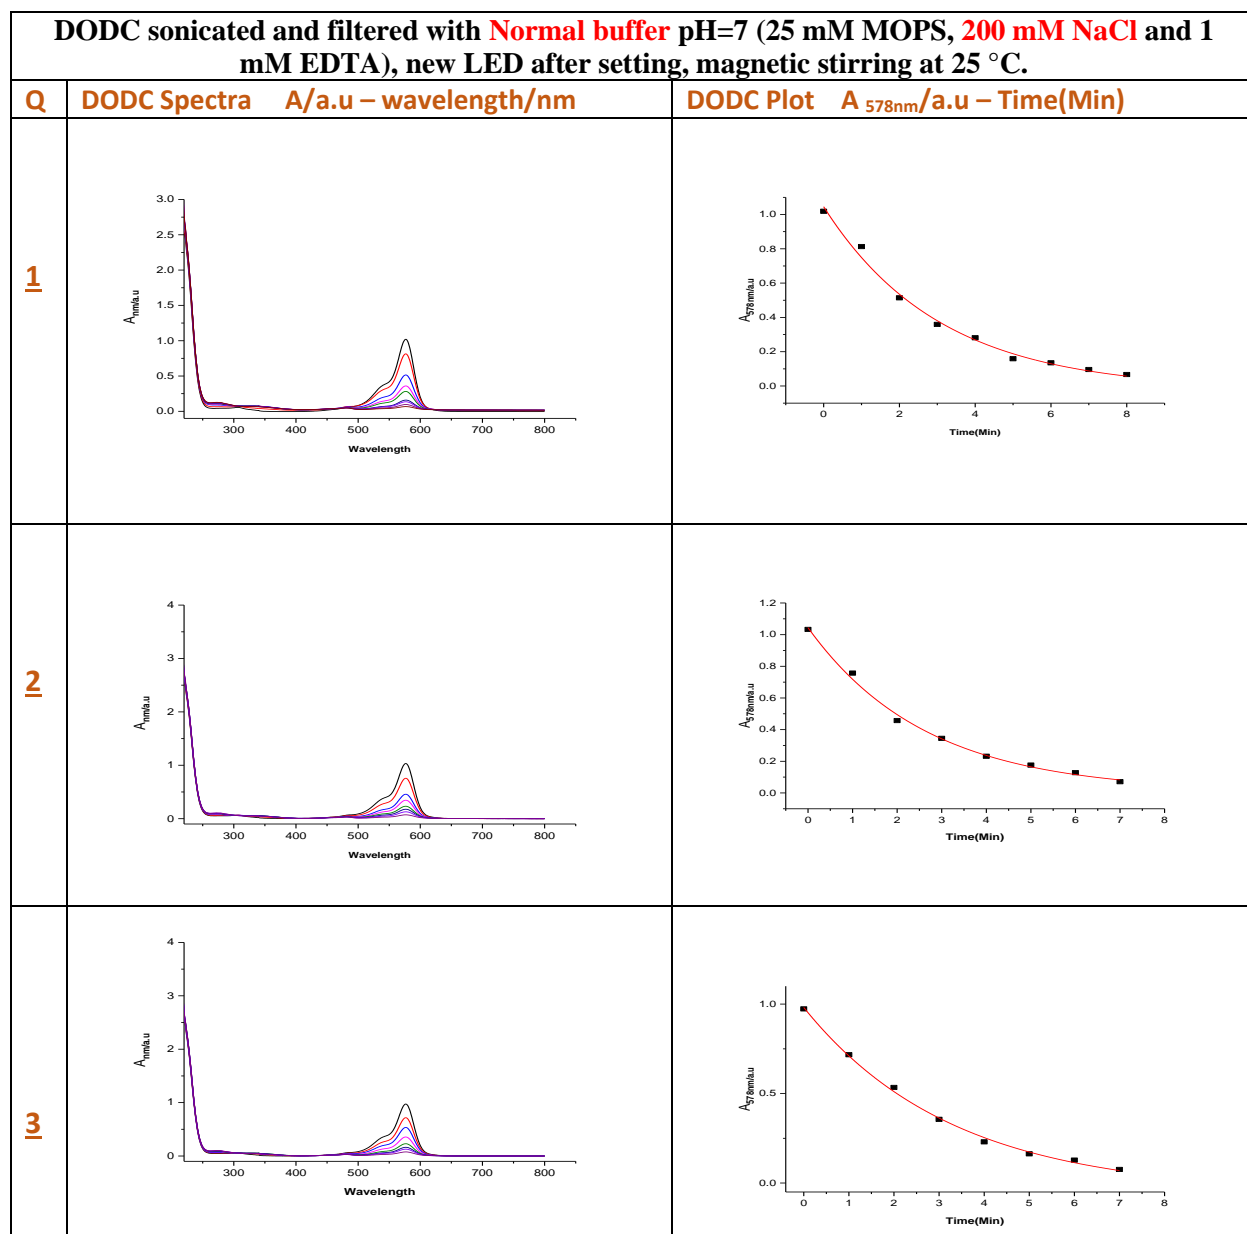 DODC sonicated and filtered with Normal buffer pH=7 (25 mM MOPS, 200 mM NaCl and 1
mM EDTA), new LED after setting, magnetic stirring at 25 °C.
Q DODC Spectra A/a.u – wavelength/nm DODC Plot A 578nm/a.u – Time(Min)
1
3.0
2.5
2.0
1.5
1.0
0.5
0.0
A nm/a.u
300 400 500 600 700 800
Wavelength
1.0
0.8
0.6
0.4
0.2
0.0
A 578nm/a.u
0 2 4 6 8
Time(Min)
2
4
3
2
1
0
A nm/a.u
300 400 500 600 700 800
Wavelength
1.2
1.0
0.8
0.6
0.4
0.2
0.0
A 578nm/a.u
0 1 2 3 4 5 6 7 8
Time(Min)
3
4
3
2
1
0
A nm/a.u
300 400 500 600 700 800
Wavelength
1.0
0.5
0.0
A 578nm/a.u
0 1 2 3 4 5 6 7 8
Time(Min)